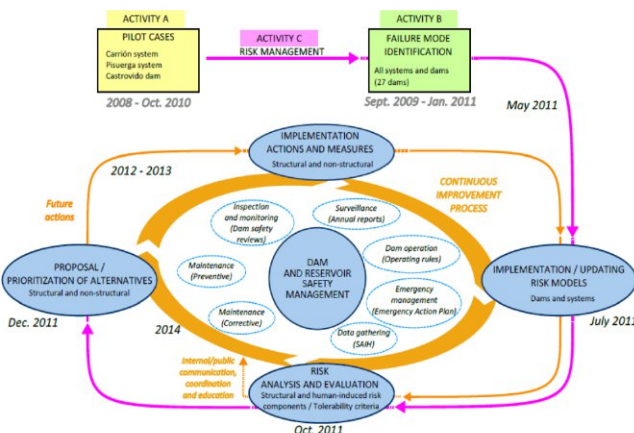 ACTIVITY A
PILOT CASES
Carrión system
Pisuerga system
Castrovido dam
2008 - Oct. 2010
ACTIVITY C
RISK MANAGEMENT
ACTIVITY B
FAILURE MODE
IDENTIFICATION
All systems and dams
(27 dams)
Sept. 2009 - Jan. 2011
May 2011
IMPLEMENTATION
ACTIONS AND MEASURES
Structural and non-structural
2012 - 2013
Future
actions
CONTINUOUS
IMPROVEMENT
PROCESS
Inspection
and monitoring
(Dam safety
reviews)
Surveillance
(Annual reports)
Dam operation
(Operating rules)
Maintenance
(Preventive)
DAM
AND RESERVOIR
SAFETY
MANAGEMENT
Emergency
management
(Emergency Action Plan)
Maintenance
(Corrective)
Data gathering
(SAIH)
PROPOSAL /
PRIORITIZATION OF ALTERNATIVES
Structural and non-structural
Dec. 2011
IMPLEMENTATION / UPDATING
RISK MODELS
Dams and systems
July 2011
2014
Internal/public
communication,
coordination
and education
RISK
ANALYSIS AND EVALUATION
Structural and human-induced risk
components / Tolerability criteria
Oct. 2011